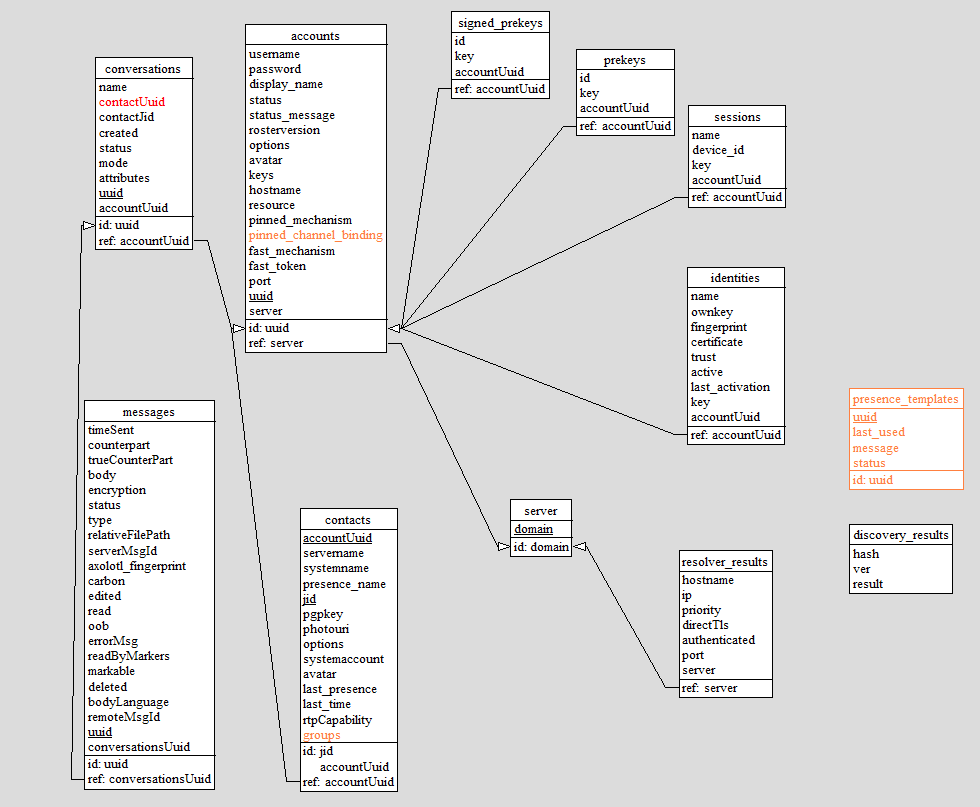 conversations
name
contactUuid
contactJid
created
status
mode
attributes
uuid
accountUuid
id: uuid
ref: accountUuid
accounts
username
password
display_name
status
status_message
rosterversion
options
avatar
keys
hostname
resource
pinned_mechanism
pinned_channel_binding
fast_mechanism
fast_token
port
uuid
server
id: uuid
ref: server
signed_prekeys
id
key
accountUuid
ref: accountUuid
prekeys
id
key
accountUuid
ref: accountUuid
sessions
name
device_id
key
accountUuid
ref: accountUuid
identities
name
ownkey
fingerprint
certificate
trust
active
last_activation
key
accountUuid
ref: accountUuid
presence_templates
uuid
last_used
message
status
id: uuid
messages
timeSent
counterpart
trueCounterPart
body
encryption
status
type
relativeFilePath
serverMsgId
axolotl_fingerprint
carbon
edited
read
oob
errorMsg
readByMarkers
markable
deleted
bodyLanguage
remoteMsgId
uuid
conversationsUuid
id: uuid
ref: conversationsUuid
contacts
accountUuid
servername
systemname
presence_name
jid
pgpkey
photouri
options
systemaccount
avatar
last_presence
last_time
rtpCapability
groups
id: jid
accountUuid
ref: accountUuid
server
domain
id: domain
resolver_results
hostname
ip
priority
directTls
authenticated
port
server
ref: server
discovery_results
hash
ver
result